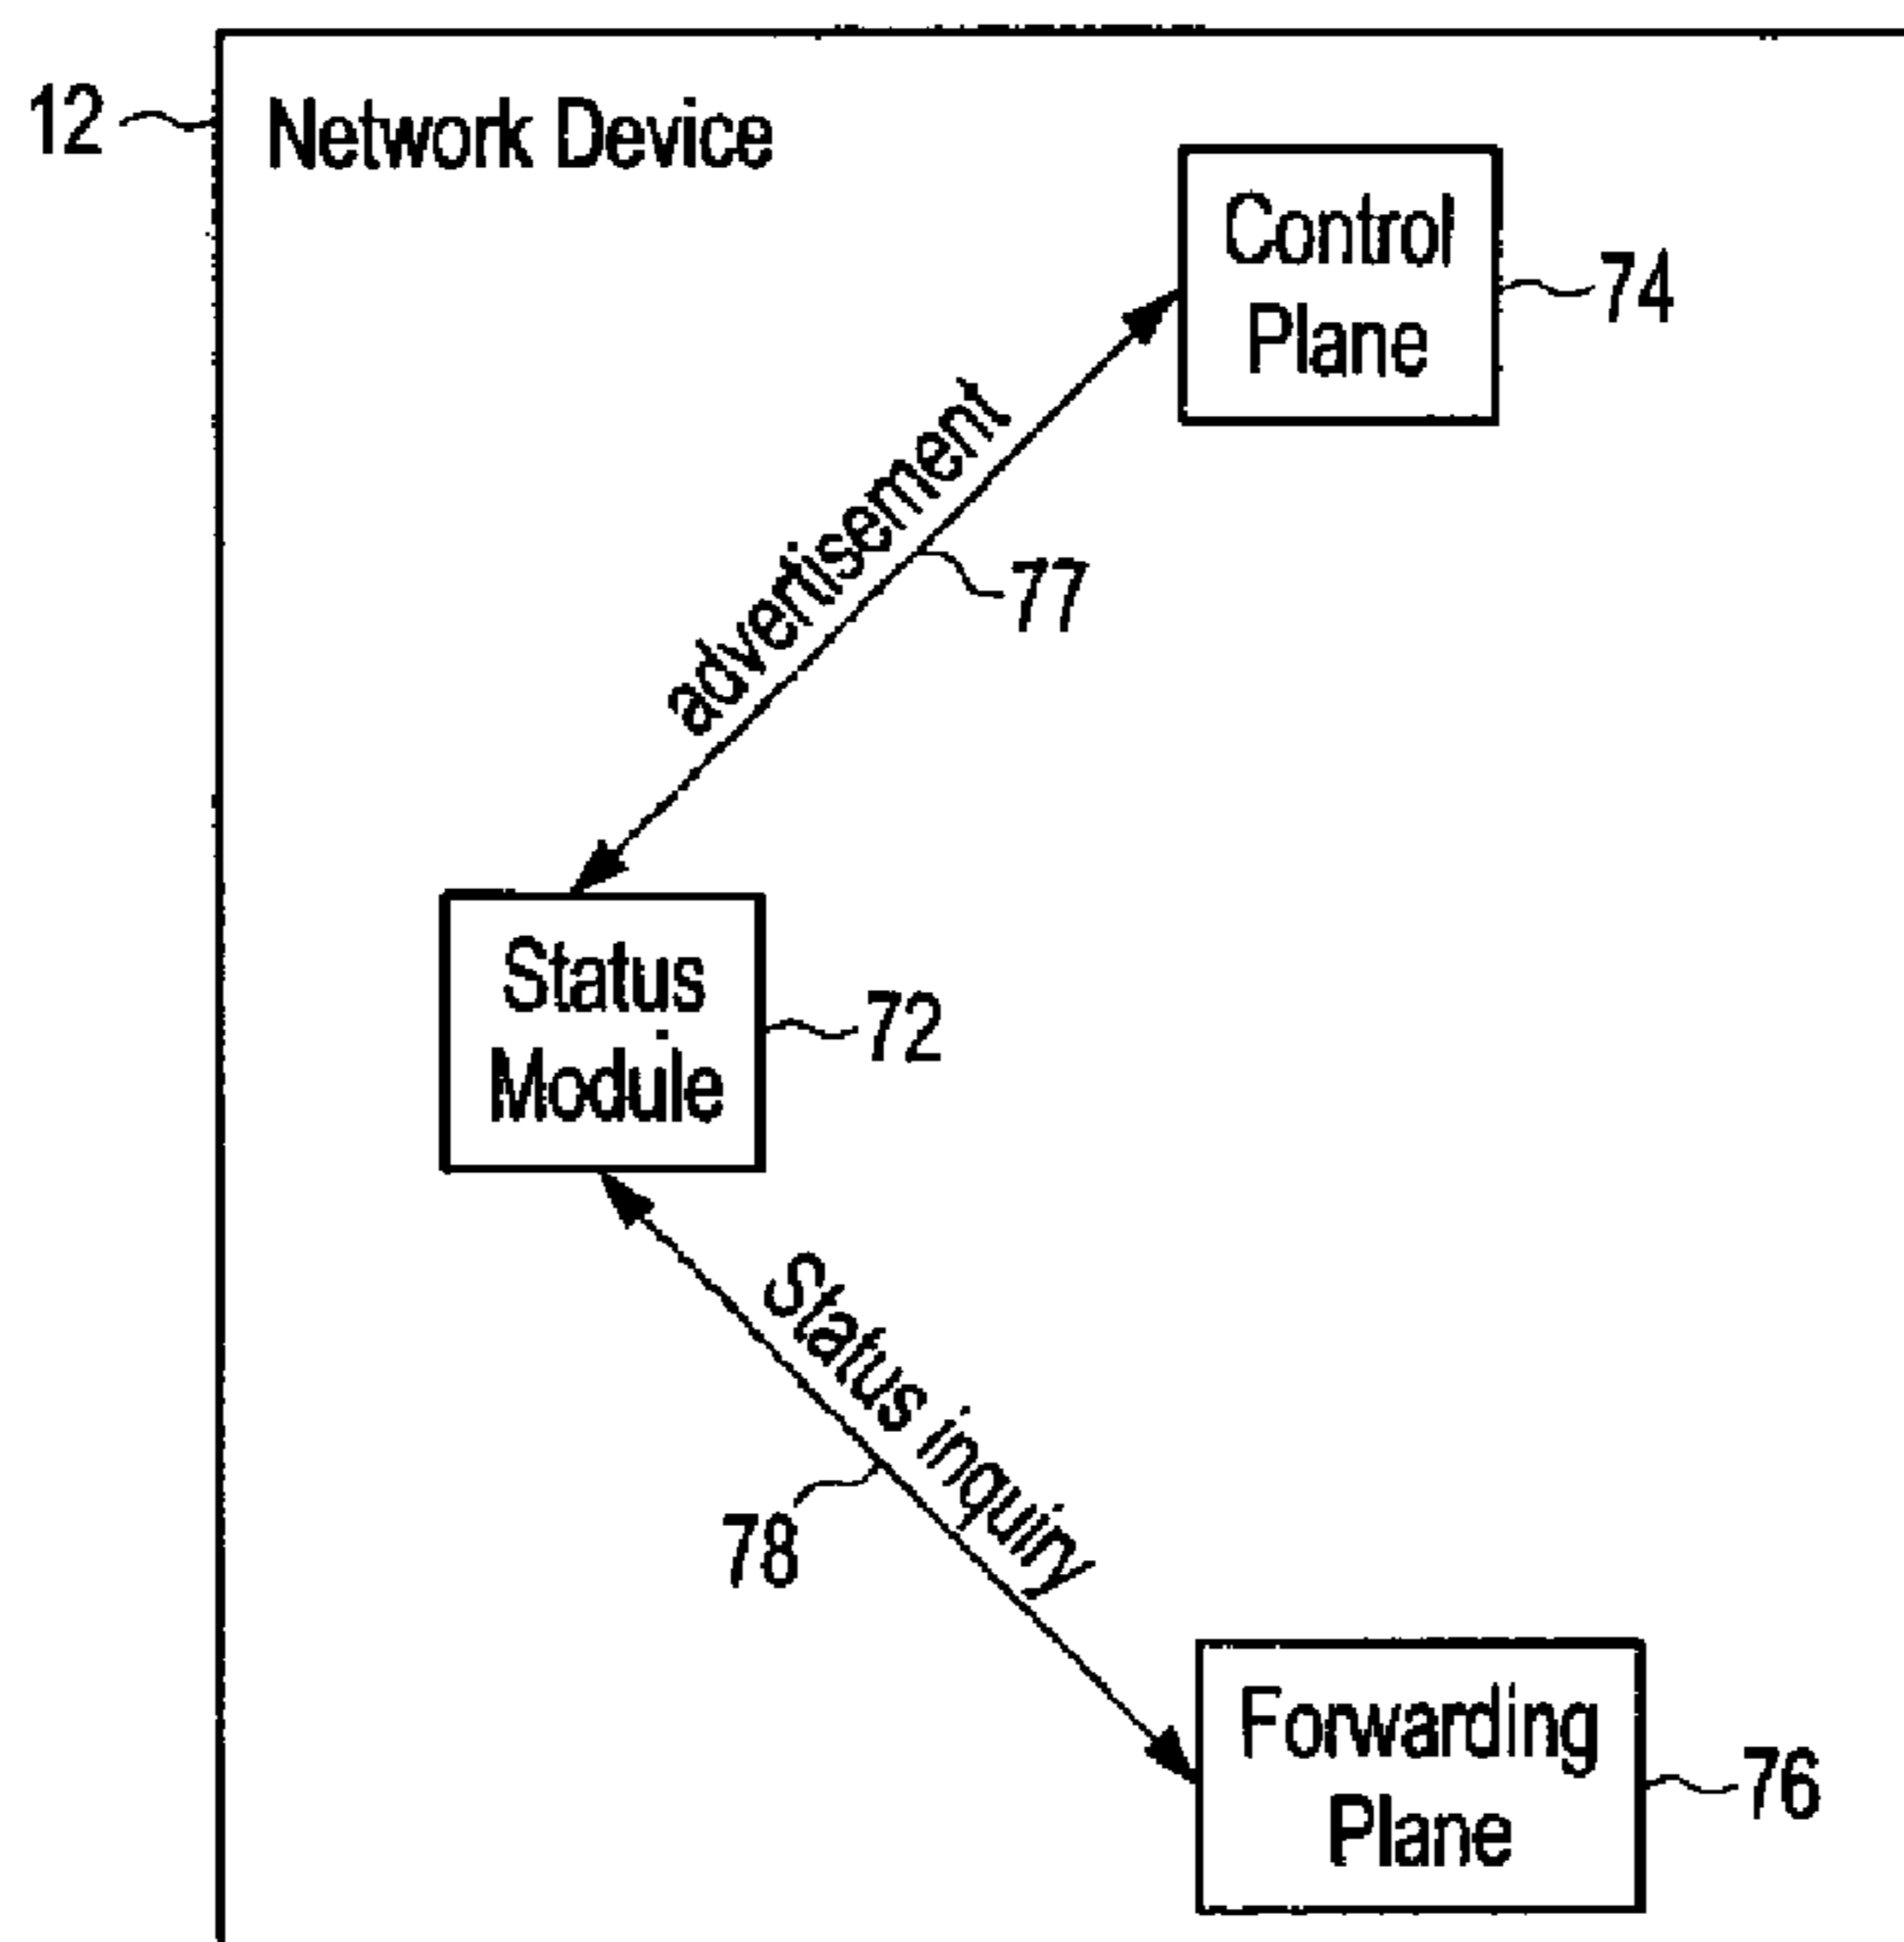 12
Network Device
Control
Plane
74
advertisement
77
Status
Module
72
Status inquiry
78
Forwarding
Plane
76